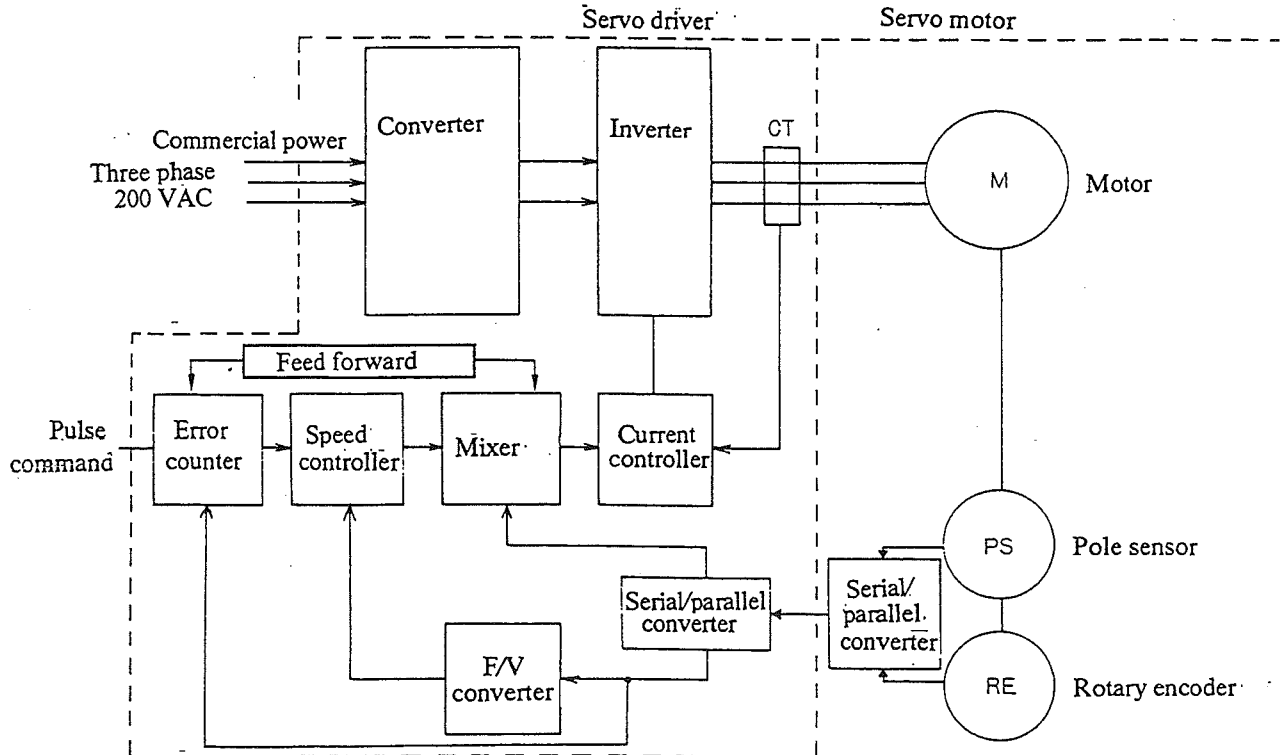 Servo driver
Servo motor
Converter
Inverter
CT
Commercial power
Three phase
200 VAC
M
Motor
Feed forward
Pulse
command
Error
counter
Speed
controller
Mixer
Current
controller
PS
Pole sensor
Serial/parallel
converter
Serial/
parallel
converter
F/V
converter
RE
Rotary encoder